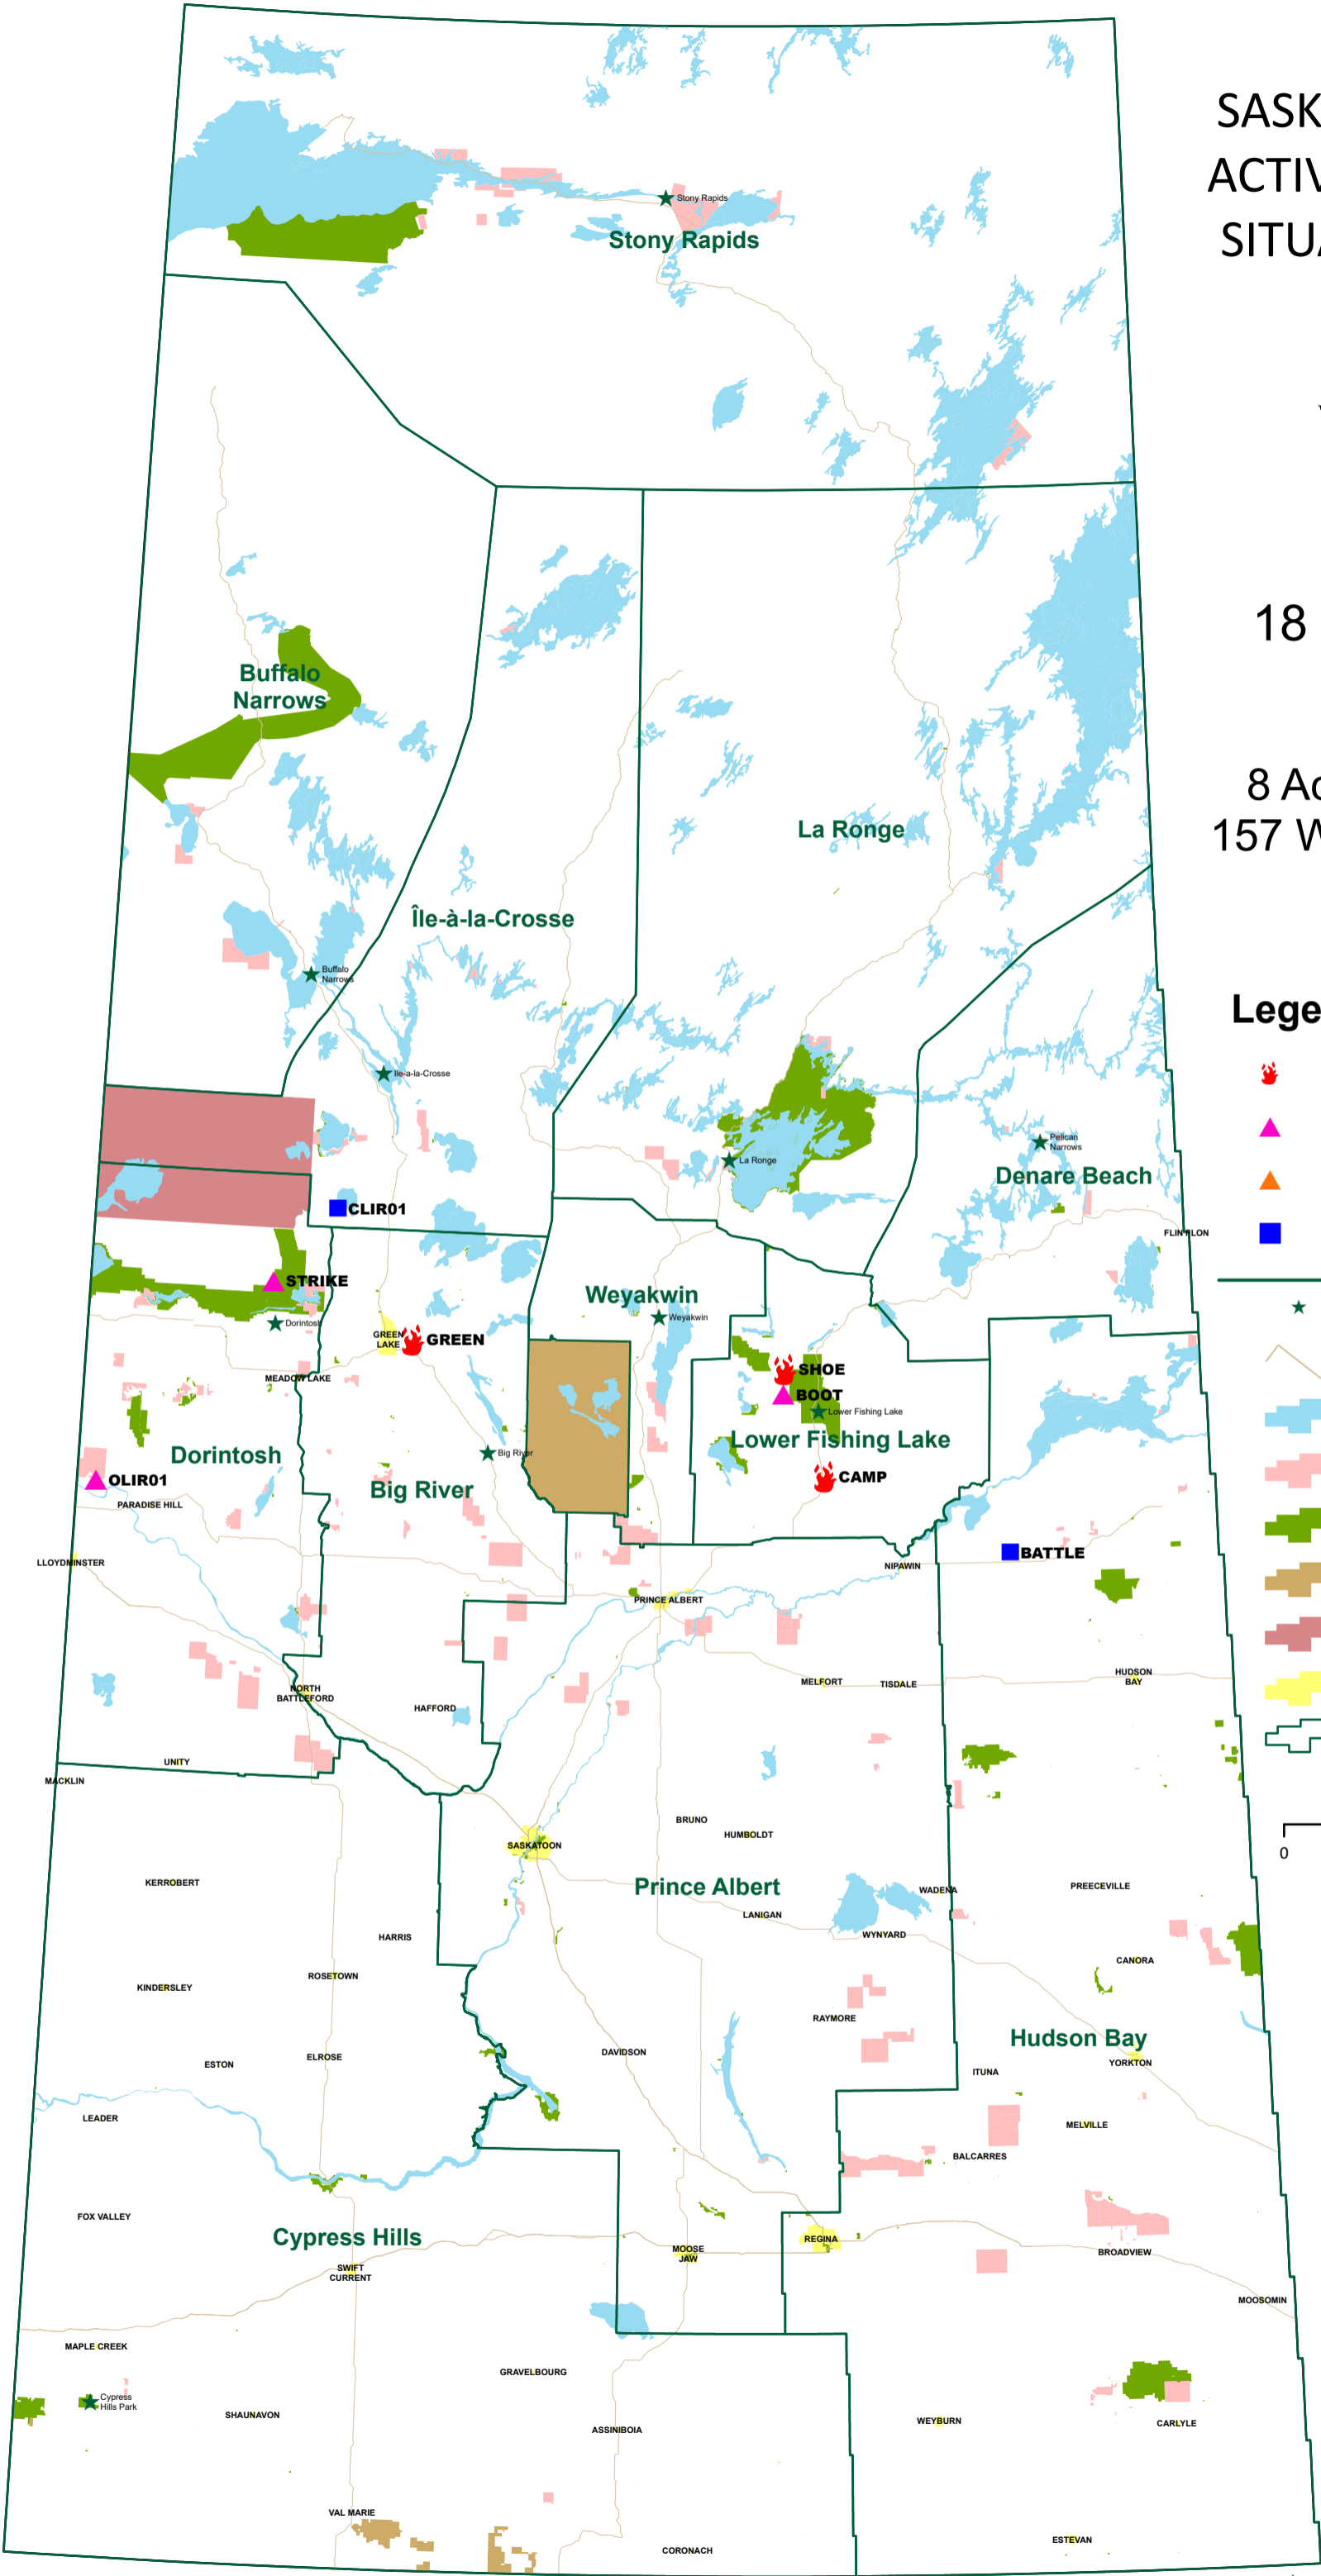 SASK
ACTIV
SITUA
18
8 Ac
157 W
Lege
0
Stony Rapids
Stony Rapids
Buffalo
Narrows
La Ronge
Île-à-la-Crosse
Buffalo
Narrows
Ile-a-la-Crosse
La Ronge
Pelican
Narrows
Denare Beach
CLIR01
FLIN FLON
STRIKE
Weyakwin
Weyakwin
Dorintosh
GREEN
LAKE
GREEN
SHOE
MEADOW LAKE
BOOT
Lower Fishing Lake
Lower Fishing Lake
Dorintosh
Big River
OLIR01
CAMP
Big River
PARADISE HILL
BATTLE
LLOYDMINSTER
NIPAWIN
PRINCE ALBERT
HUDSON
BAY
MELFORT
TISDALE
NORTH
BATTLEFORD
HAFFORD
UNITY
MACKLIN
BRUNO
HUMBOLDT
SASKATOON
KERROBERT
Prince Albert
PREECEVILLE
WADENA
LANIGAN
HARRIS
WYNYARD
CANORA
ROSETOWN
KINDERSLEY
RAYMORE
Hudson Bay
DAVIDSON
ELROSE
ESTON
YORKTON
ITUNA
LEADER
MELVILLE
BALCARRES
FOX VALLEY
Cypress Hills
REGINA
MOOSE
JAW
BROADVIEW
SWIFT
CURRENT
MOOSOMIN
MAPLE CREEK
GRAVELBOURG
Cypress
Hills Park
SHAUNAVON
WEYBURN
CARLYLE
ASSINIBOIA
VAL MARIE
ESTEVAN
CORONACH